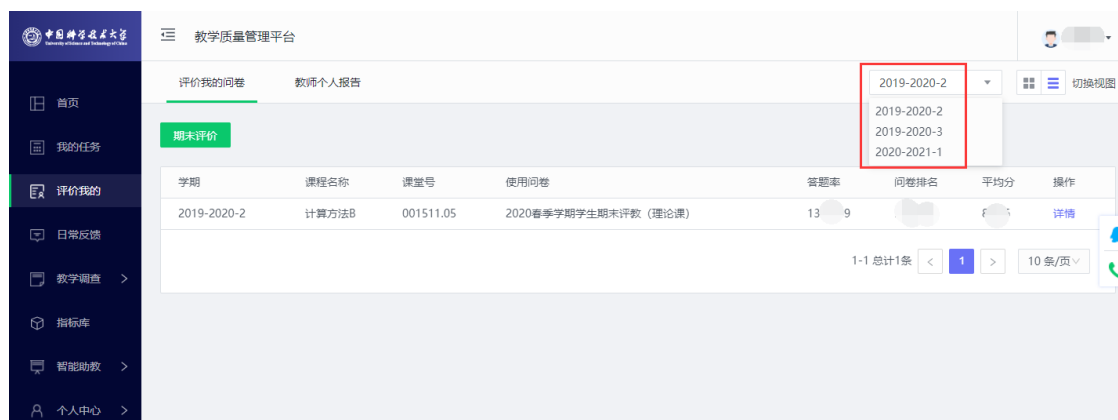 中国科学技术大学
University of Science and Technology of China
教学质量管理平台
评价我的问卷 教师个人报告 2019-2020-2 切换视图
2019-2020-2
2019-2020-3
2020-2021-1
首页
我的任务
评价我的
日常反馈
教学调查 >
指标库
智能助教 >
个人中心 >
期末评价
学期 课程名称 课堂号 使用问卷 答题率 问卷排名 平均分 操作
2019-2020-2 计算方法B 001511.05 2020春季学期学生期末评教（理论课） 13 9 详情
1-1 总计1条 < 1 > 10 条/页